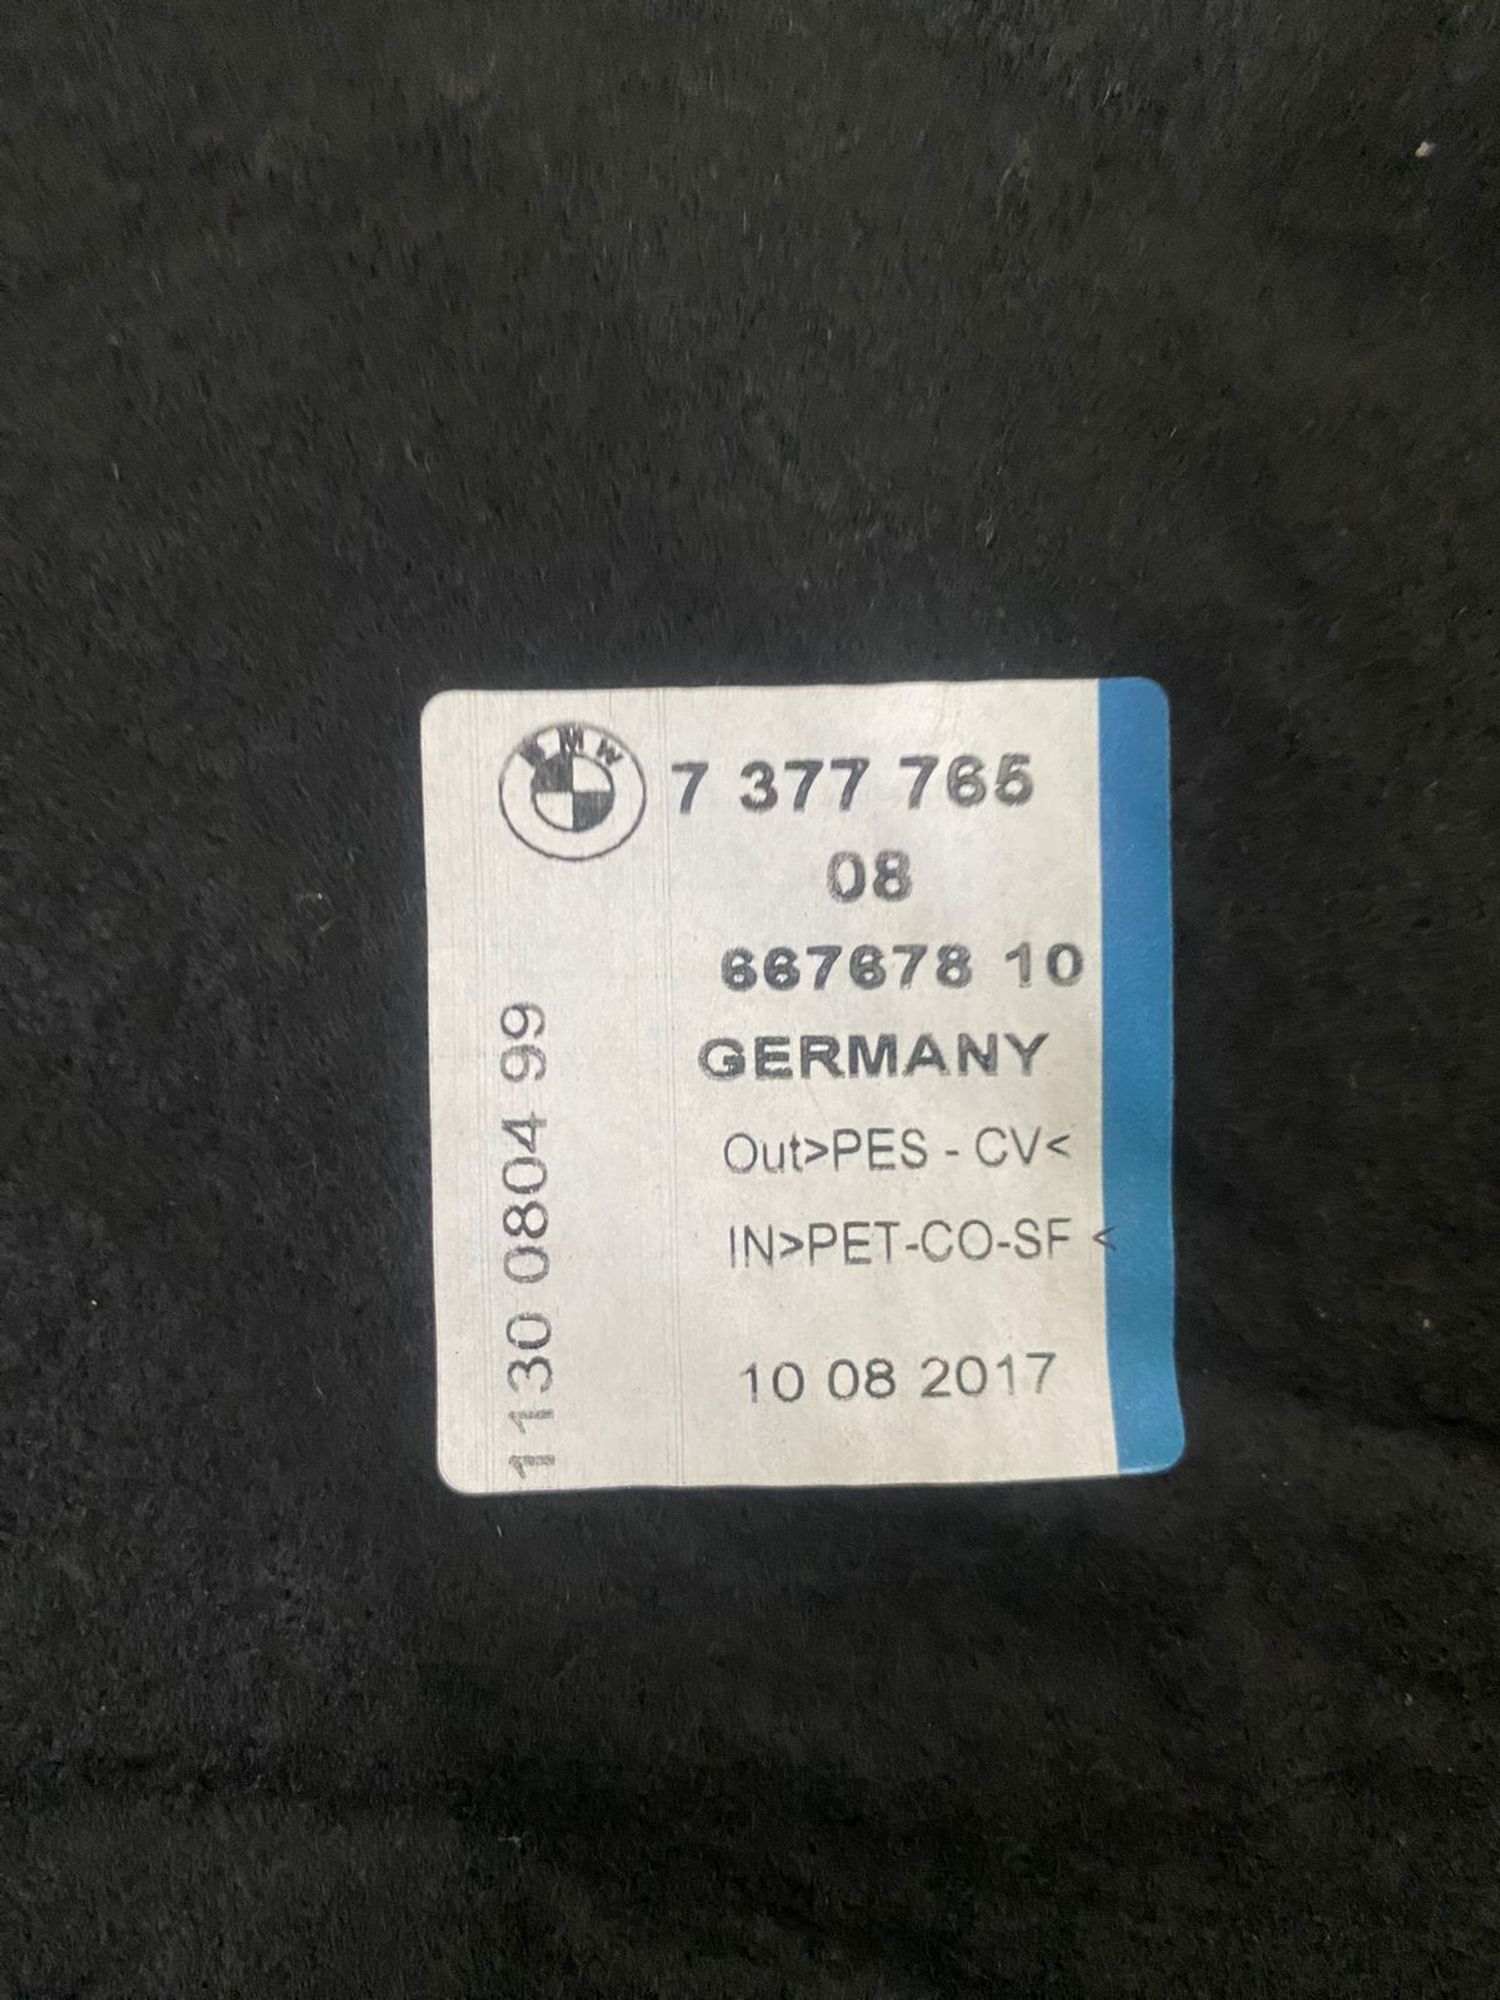 BMW
7 377 765
08
667678 10
GERMANY
Out>PES - CV<
IN>PET-CO-SF <
10 08 2017
1130 0804 99